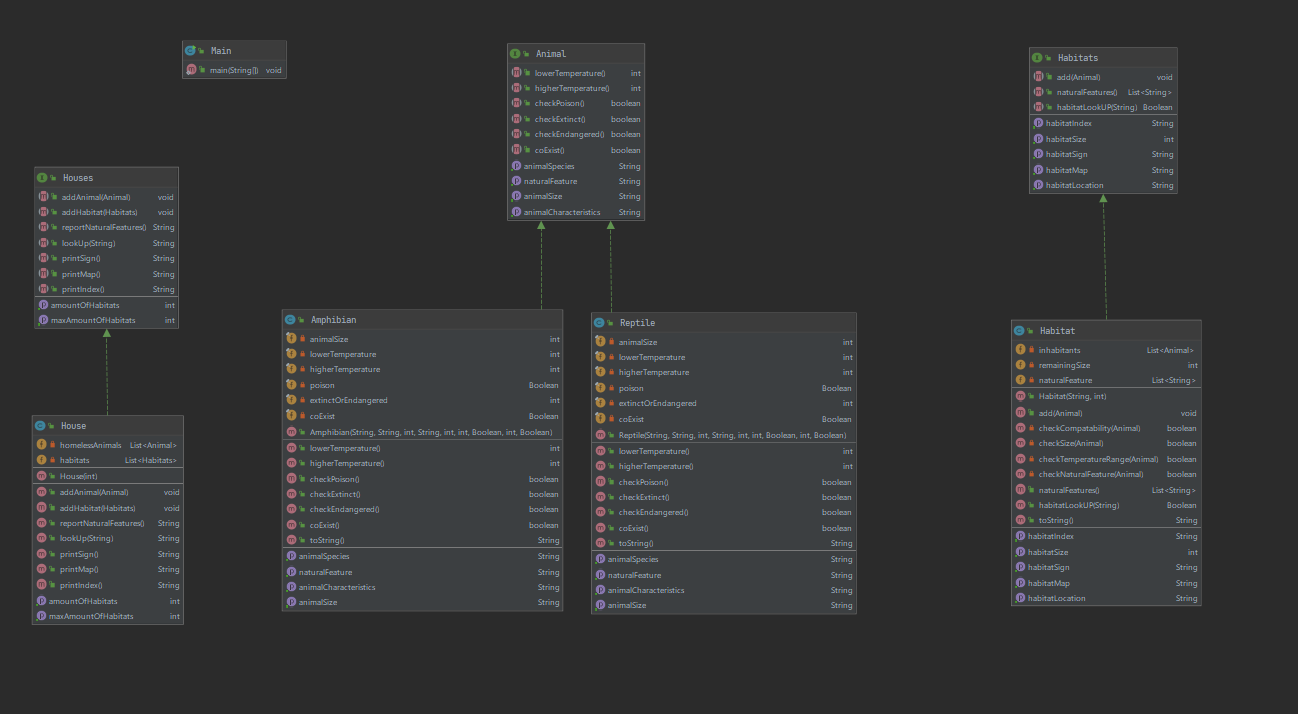 Main
main(String[]) void
Animal
lowerTemperature() int
higherTemperature() int
checkPoison() boolean
checkExtinct() boolean
checkEndangered() boolean
coExist() boolean
animalSpecies String
naturalFeature String
animalSize String
animalCharacteristics String
Habitats
add(Animal) void
naturalFeatures() List<String>
habitatLookUP(String) Boolean
habitatIndex String
habitatSize int
habitatSign String
habitatMap String
habitatLocation String
Houses
addAnimal(Animal) void
addHabitat(Habitats) void
reportNaturalFeatures() String
lookUp(String) String
printSign() String
printMap() String
printIndex() String
amountOfHabitats int
maxAmountOfHabitats int
House
homelessAnimals List<Animal>
habitats List<Habitats>
House(int)
addAnimal(Animal) void
addHabitat(Habitats) void
reportNaturalFeatures() String
lookUp(String) String
printSign() String
printMap() String
printIndex() String
amountOfHabitats int
maxAmountOfHabitats int
Amphibian
animalSize int
lowerTemperature int
higherTemperature int
poison Boolean
extinctOrEndangered int
coExist Boolean
Amphibian(String, String, int, String, int, int, Boolean, int, Boolean)
lowerTemperature() int
higherTemperature() int
checkPoison() boolean
checkExtinct() boolean
checkEndangered() boolean
coExist() boolean
toString() String
animalSpecies String
naturalFeature String
animalCharacteristics String
animalSize String
Reptile
animalSize int
lowerTemperature int
higherTemperature int
poison Boolean
extinctOrEndangered int
coExist Boolean
Reptile(String, String, int, String, int, int, Boolean, int, Boolean)
lowerTemperature() int
higherTemperature() int
checkPoison() boolean
checkExtinct() boolean
checkEndangered() boolean
coExist() boolean
toString() String
animalSpecies String
naturalFeature String
animalCharacteristics String
animalSize String
Habitat
inhabitants List<Animal>
remainingSize int
naturalFeature List<String>
Habitat(String, int)
add(Animal) void
checkCompatability(Animal) boolean
checkSize(Animal) boolean
checkTemperatureRange(Animal) boolean
checkNaturalFeature(Animal) boolean
naturalFeatures() List<String>
habitatLookUP(String) Boolean
toString() String
habitatIndex String
habitatSize int
habitatSign String
habitatMap String
habitatLocation String